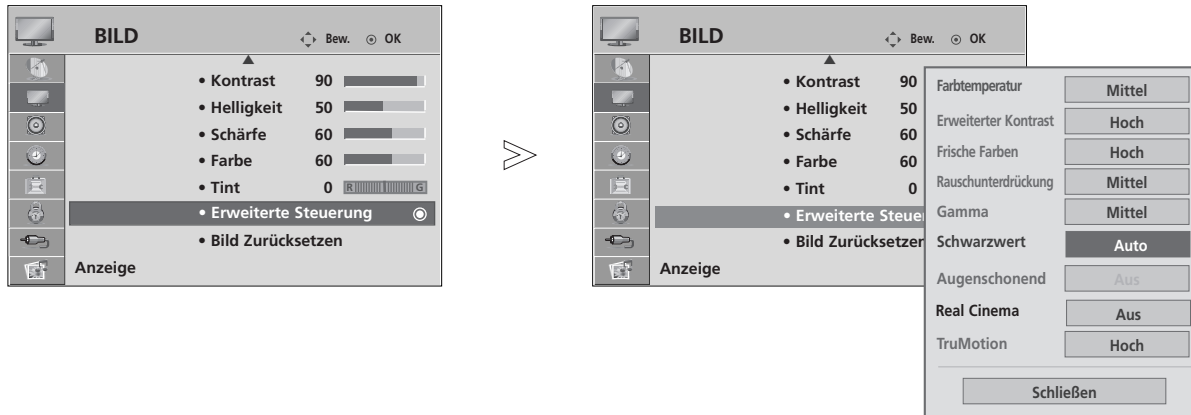 BILD Bew. OK
• Kontrast 90
• Helligkeit 50
• Schärfe 60
• Farbe 60
• Tint 0 R G
• Erweiterte Steuerung
• Bild Zurücksetzen
Anzeige
BILD Bew. OK
• Kontrast 90
• Helligkeit 50
• Schärfe 60
• Farbe 60
• Tint 0
• Erweiterte Steuer
• Bild Zurücksetzen
Anzeige
Farbtemperatur Mittel
Erweiterter Kontrast Hoch
Frische Farben Hoch
Rauschunterdrückung Mittel
Gamma Mittel
Schwarzwert Auto
Augenschonend Aus
Real Cinema Aus
TruMotion Hoch
Schließen